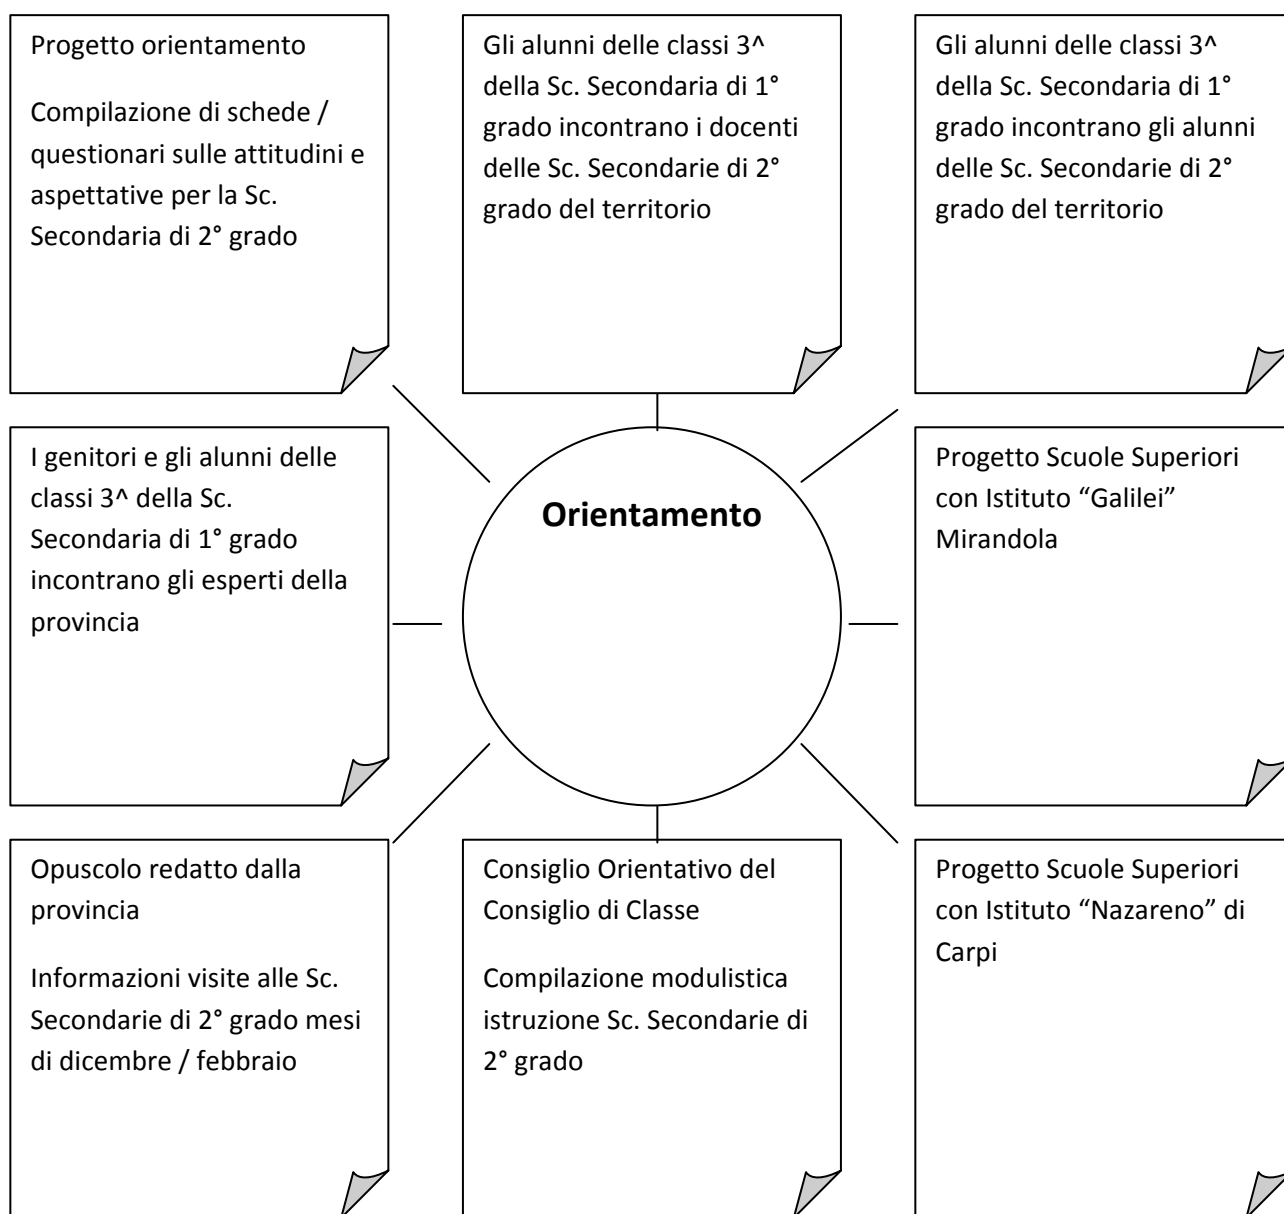 Progetto orientamento
Compilazione di schede /
questionari sulle attitudini e
aspettative per la Sc.
Secondaria di 2° grado
Gli alunni delle classi 3^
della Sc. Secondaria di 1°
grado incontrano i docenti
delle Sc. Secondarie di 2°
grado del territorio
Gli alunni delle classi 3^
della Sc. Secondaria di 1°
grado incontrano gli alunni
delle Sc. Secondarie di 2°
grado del territorio
I genitori e gli alunni delle
classi 3^ della Sc.
Secondaria di 1° grado
incontrano gli esperti della
provincia
Orientamento
Progetto Scuole Superiori
con Istituto “Galilei”
Mirandola
Opuscolo redatto dalla
provincia
Informazioni visite alle Sc.
Secondarie di 2° grado mesi
di dicembre / febbraio
Consiglio Orientativo del
Consiglio di Classe
Compilazione modulistica
istruzione Sc. Secondarie di
2° grado
Progetto Scuole Superiori
con Istituto “Nazareno” di
Carpi